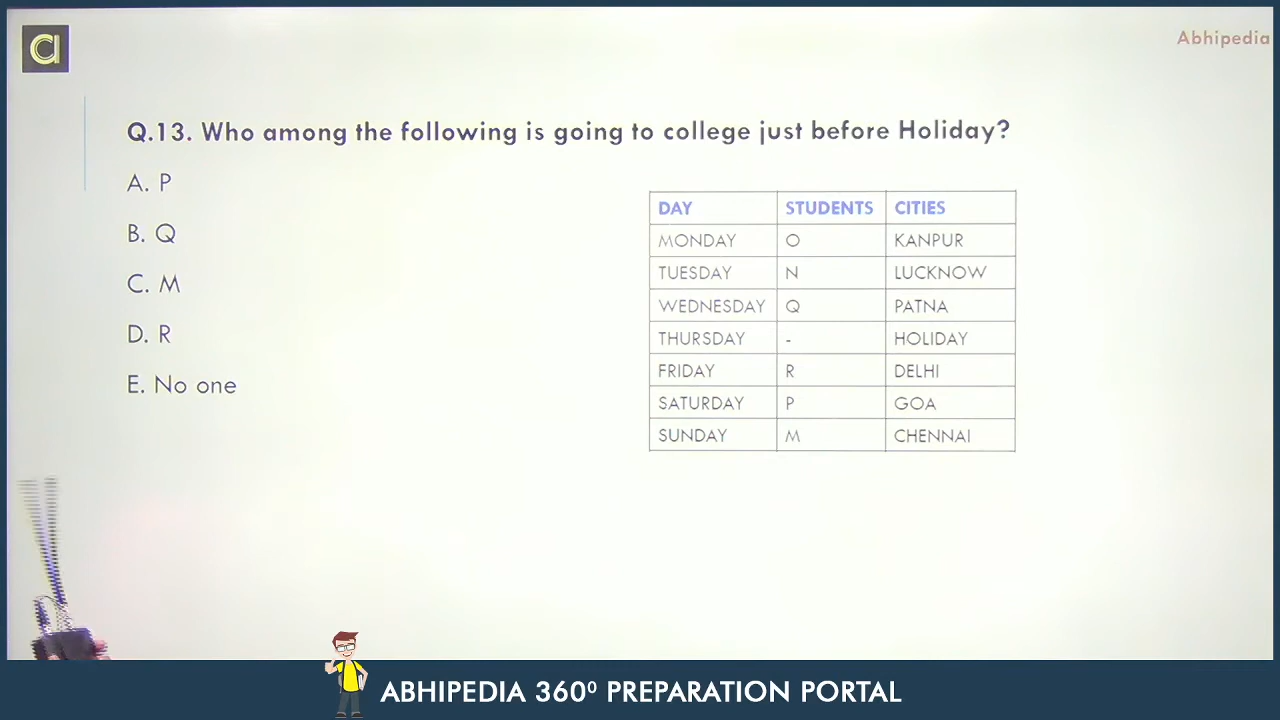 Abhipedia
Q.13. Who among the following is going to college just before Holiday?
A. P
B. Q
C. M
D. R
E. No one
DAY STUDENTS CITIES
MONDAY O KANPUR
TUESDAY N LUCKNOW
WEDNESDAY Q PATNA
THURSDAY - HOLIDAY
FRIDAY R DELHI
SATURDAY P GOA
SUNDAY M CHENNAI
ABHIPEDIA 360⁰ PREPARATION PORTAL